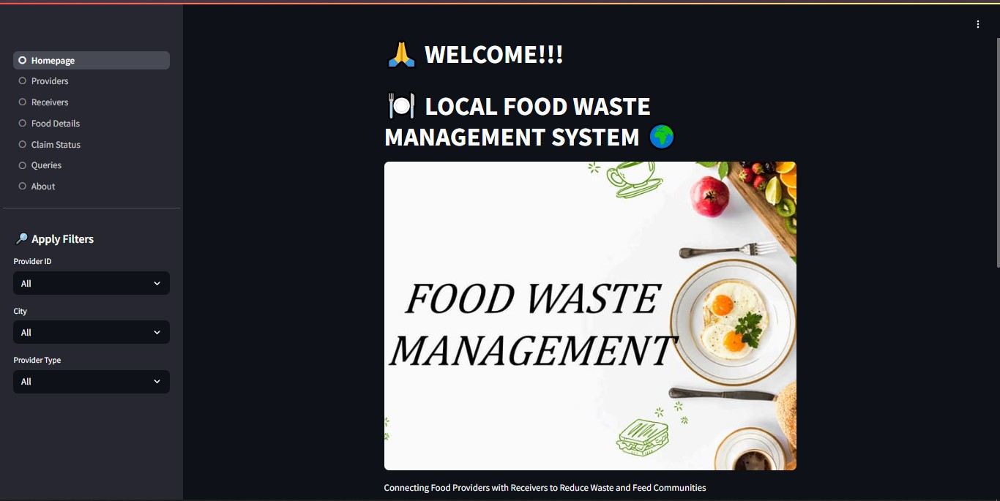 Homepage
Providers
Receivers
Food Details
Claim Status
Queries
About
🔎 Apply Filters
Provider ID
All
City
All
Provider Type
All
🙏 WELCOME!!!
🍽️ LOCAL FOOD WASTE
MANAGEMENT SYSTEM 🌍
FOOD WASTE
MANAGEMENT
Connecting Food Providers with Receivers to Reduce Waste and Feed Communities